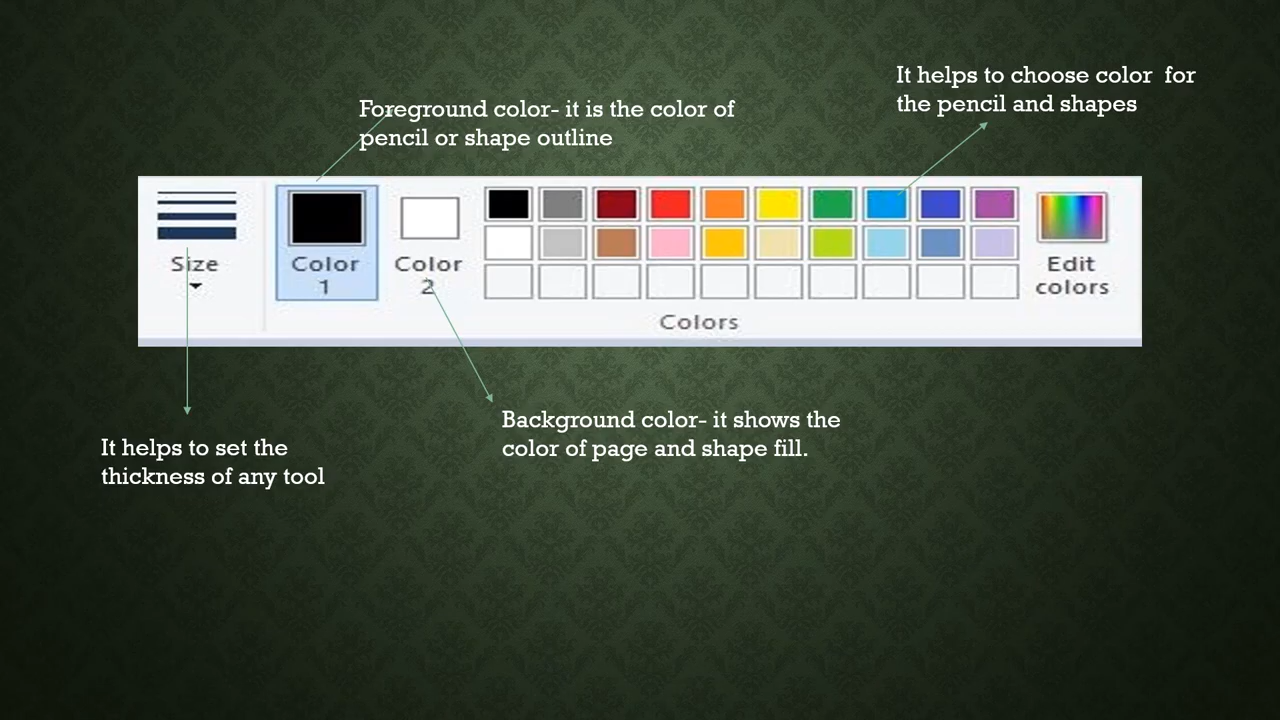 It helps to choose color  for
the pencil and shapes
Foreground color- it is the color of
pencil or shape outline
Size
Color
1
Color
2
Edit
colors
Colors
Background color- it shows the
color of page and shape fill.
It helps to set the
thickness of any tool